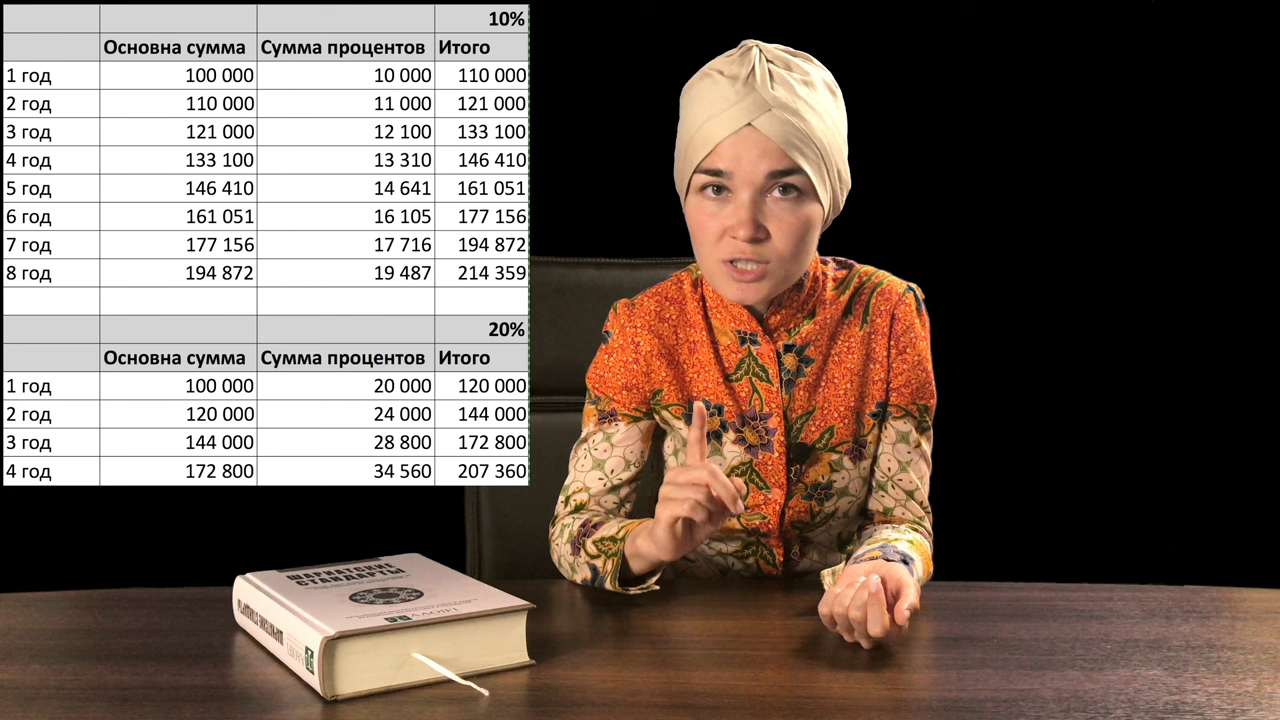 10%
Основна сумма Сумма процентов Итого
1 год 100 000 10 000 110 000
2 год 110 000 11 000 121 000
3 год 121 000 12 100 133 100
4 год 133 100 13 310 146 410
5 год 146 410 14 641 161 051
6 год 161 051 16 105 177 156
7 год 177 156 17 716 194 872
8 год 194 872 19 487 214 359
20%
Основна сумма Сумма процентов Итого
1 год 100 000 20 000 120 000
2 год 120 000 24 000 144 000
3 год 144 000 28 800 172 800
4 год 172 800 34 560 207 360
ШАРИАТСКИЕ
СТАНДАРТЫ
AAOIFI
ШАРИАТСКИЕ СТАНДАРТЫ